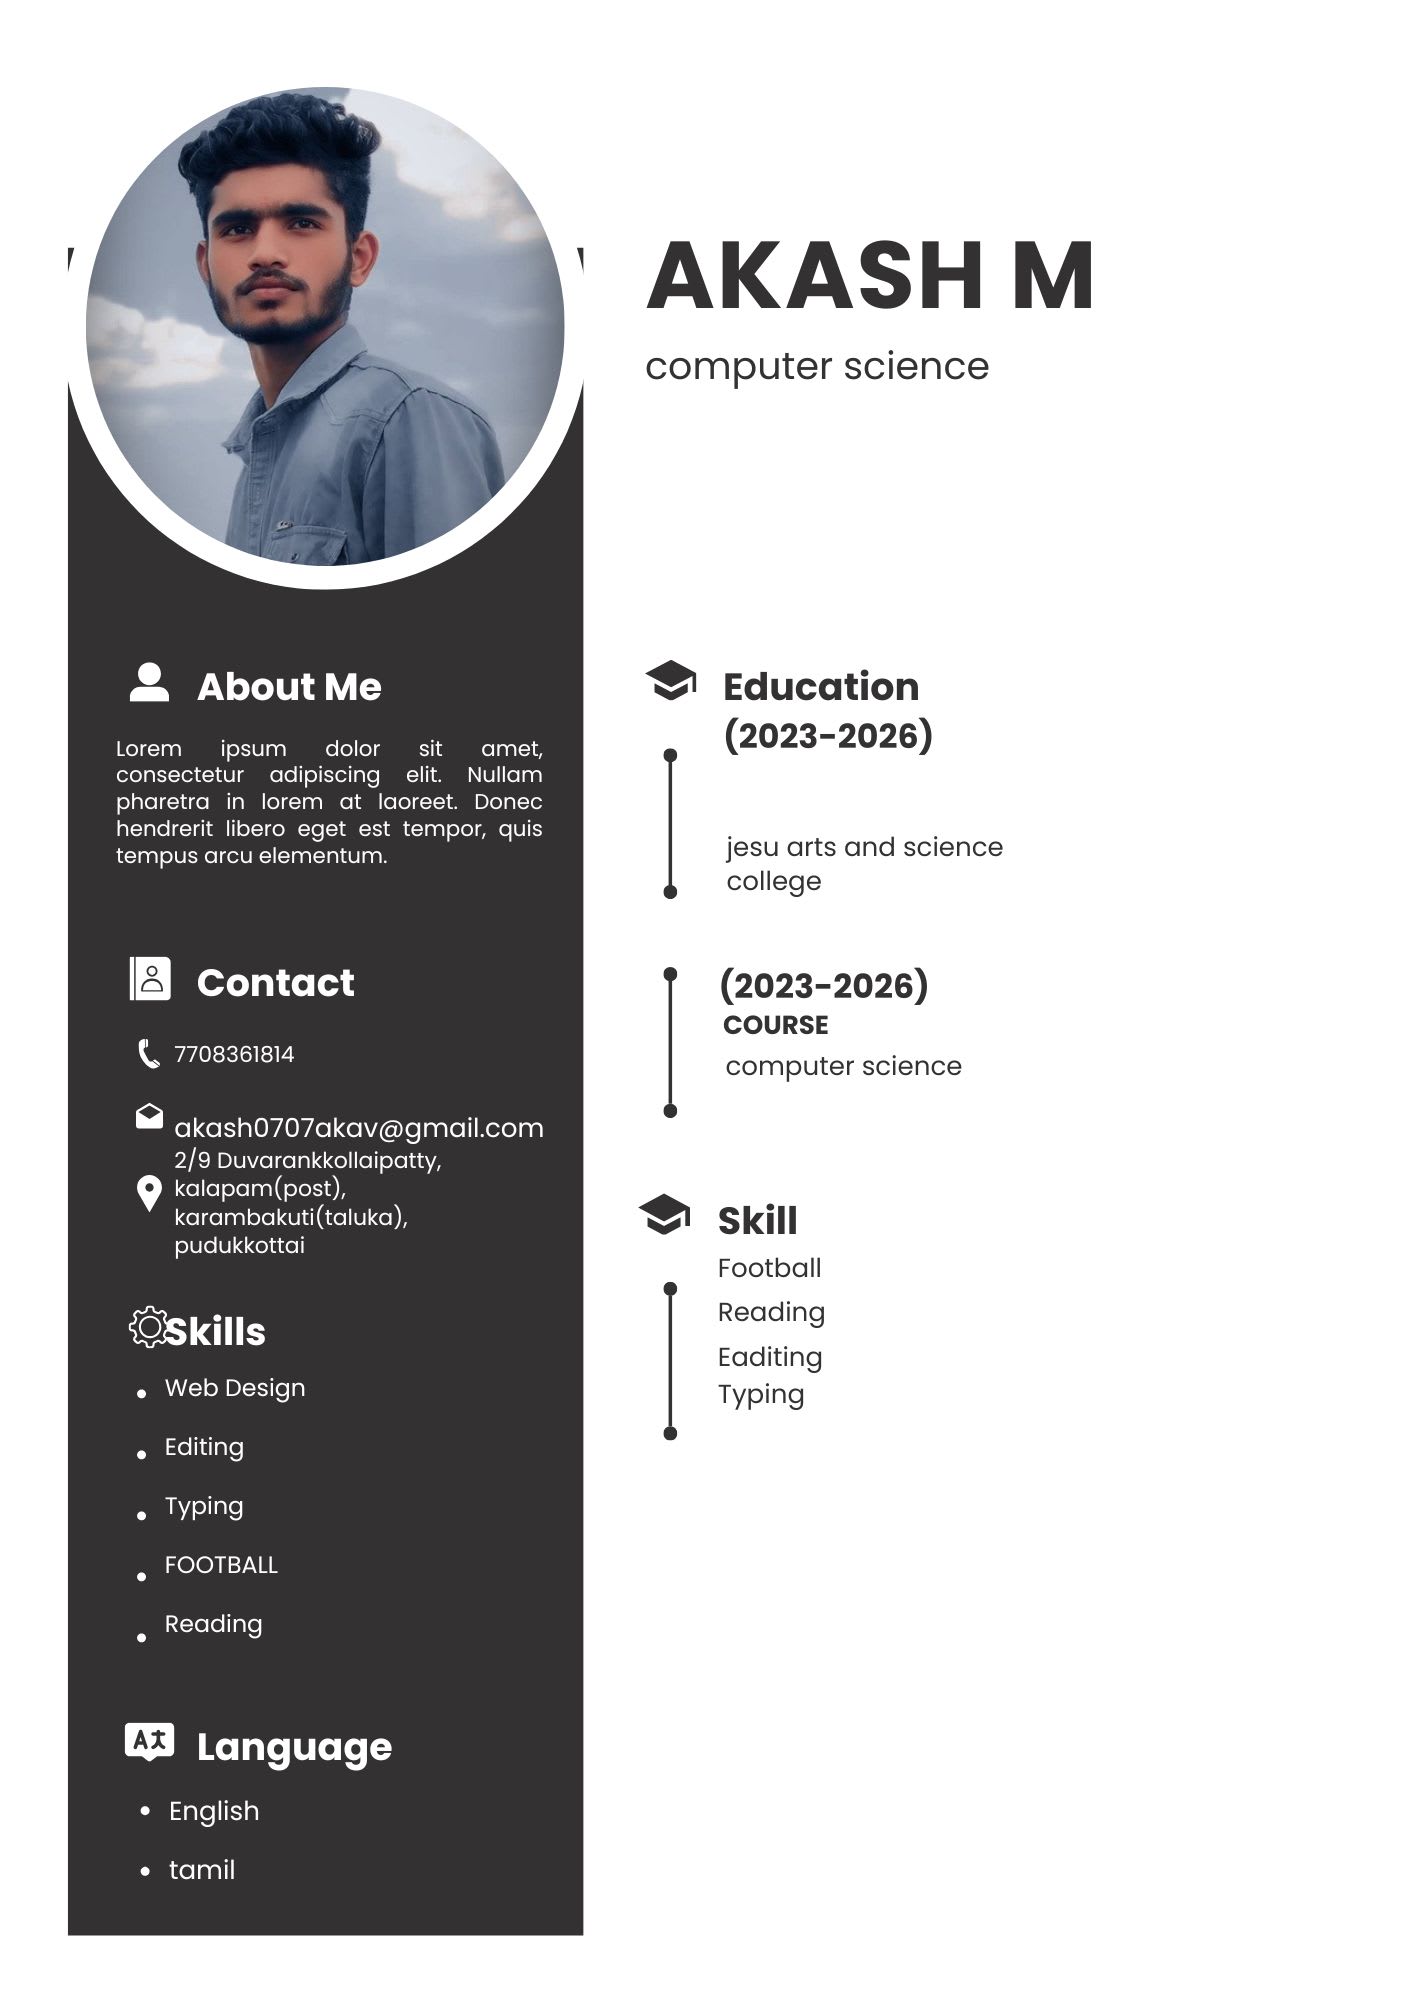 AKASH M
computer science
About Me
Lorem ipsum dolor sit amet,
consectetur adipiscing elit. Nullam
pharetra in lorem at laoreet. Donec
hendrerit libero eget est tempor, quis
tempus arcu elementum.
Contact
7708361814
akash0707akav@gmail.com
2/9 Duvarankkollaipatty,
kalapam(post),
karambakuti(taluka),
pudukkottai
Skills
Web Design
Editing
Typing
FOOTBALL
Reading
Language
English
tamil
Education
(2023-2026)
jesu arts and science
college
(2023-2026)
COURSE
computer science
Skill
Football
Reading
Eaditing
Typing